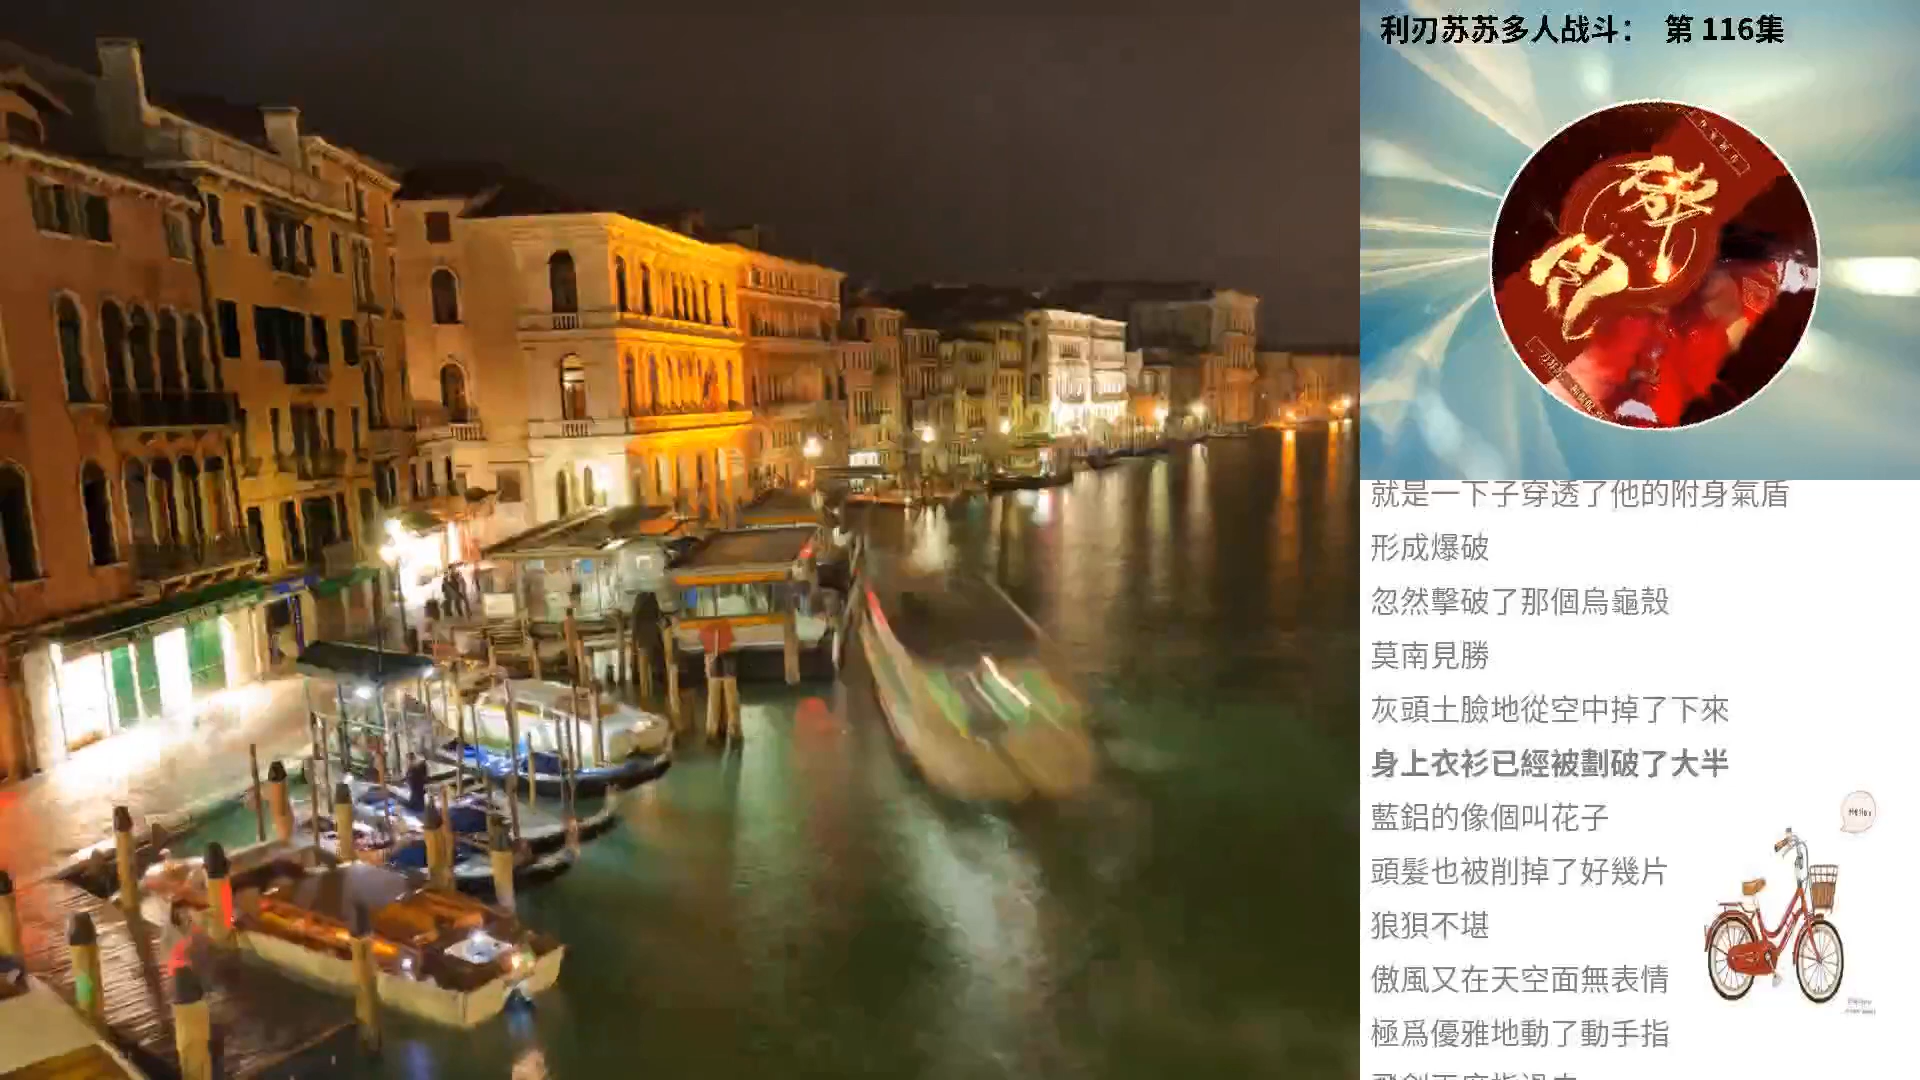 利刃苏苏多人战斗： 第 116集
就是一下子穿透了他的附身氣盾
形成爆破
忽然擊破了那個烏龜殼
莫南見勝
灰頭土臉地從空中掉了下來
身上衣衫已經被劃破了大半
藍鋁的像個叫花子
頭髮也被削掉了好幾片
狼狽不堪
傲風又在天空面無表情
極爲優雅地動了動手指
Hello